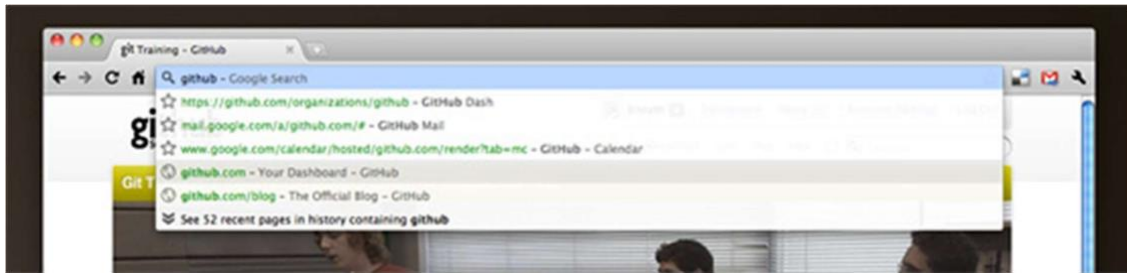 git Training - GitHub
github - Google Search
https://github.com/organizations/github - GitHub Dash
mail.google.com/a/github.com/# - GitHub Mail
www.google.com/calendar/hosted/github.com/render?tab=mc - GitHub - Calendar
github.com - Your Dashboard - GitHub
github.com/blog - The Official Blog - GitHub
See 52 recent pages in history containing github
gi
Git T